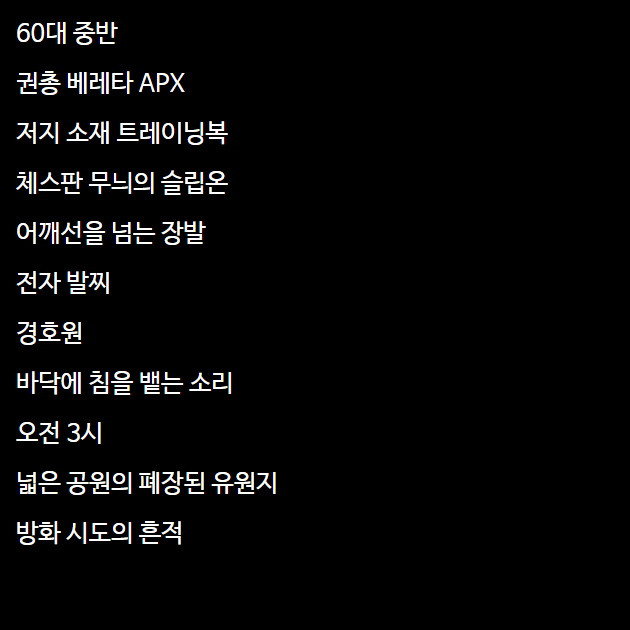 60대 중반
권총 베레타 APX
저지 소재 트레이닝복
체스판 무늬의 슬립온
어깨선을 넘는 장발
전자 발찌
경호원
바닥에 침을 뱉는 소리
오전 3시
넓은 공원의 폐장된 유원지
방화 시도의 흔적